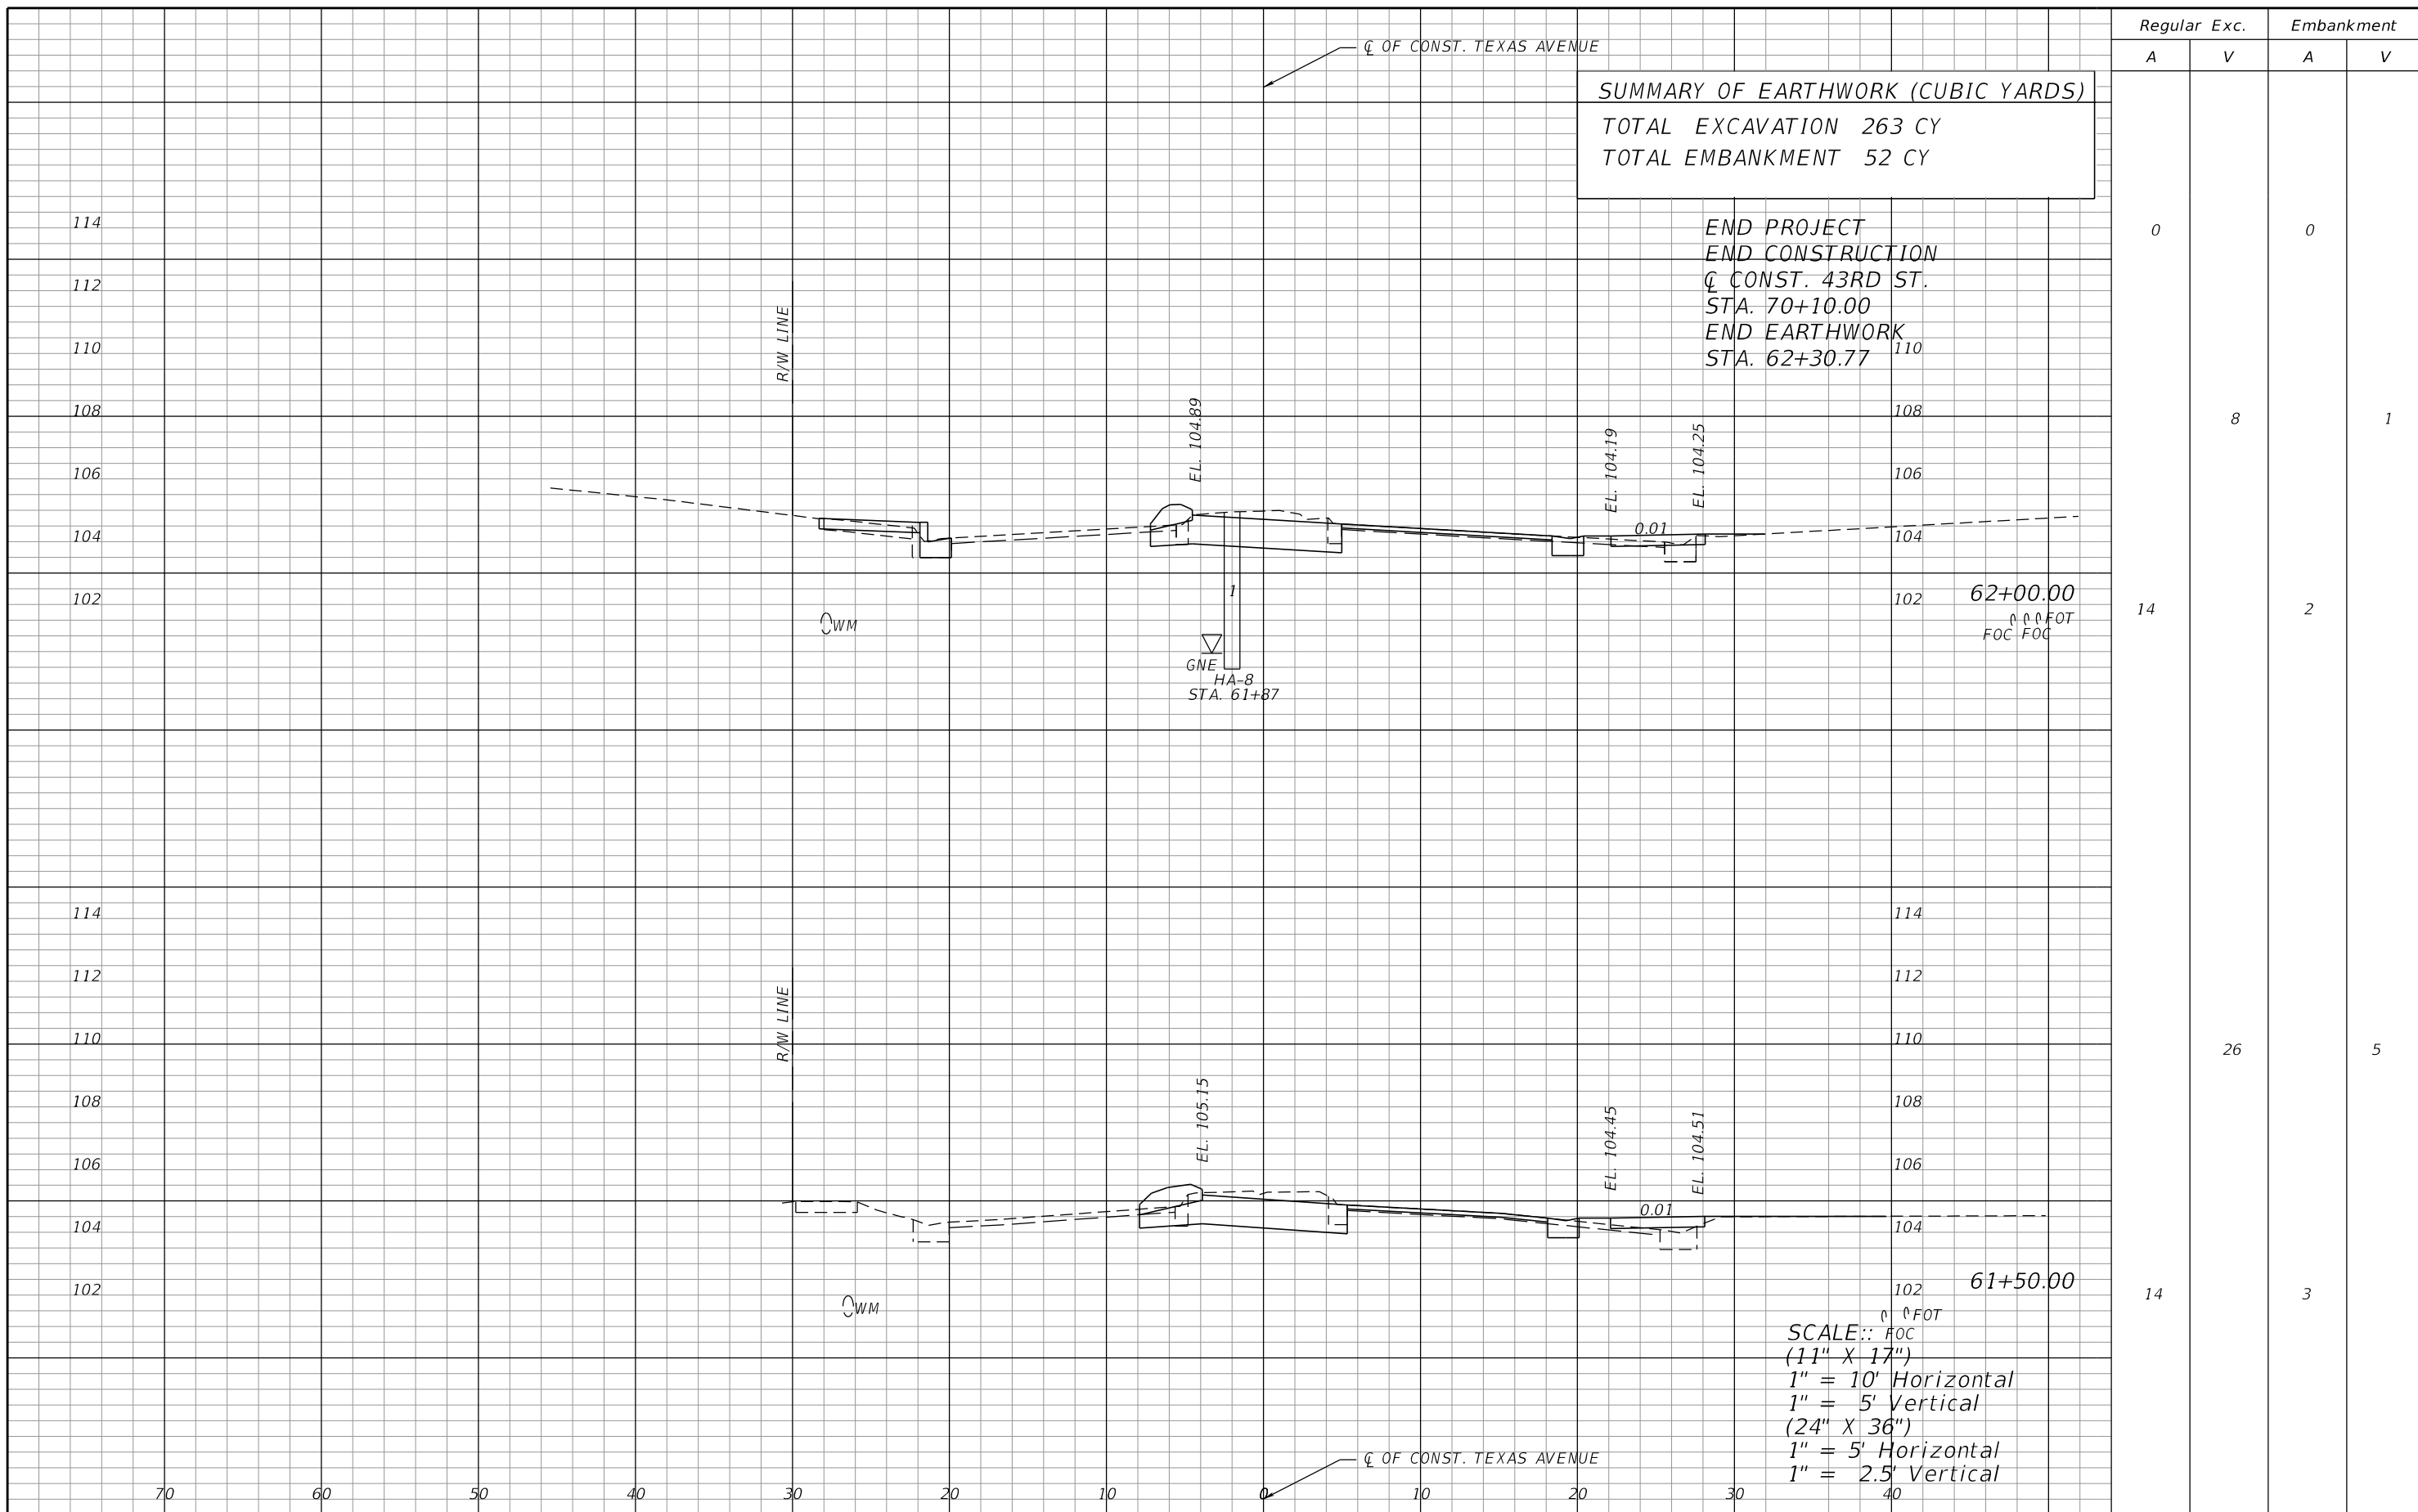 Regular Exc. Embankment
A V A V
℄ OF CONST. TEXAS AVENUE
SUMMARY OF EARTHWORK (CUBIC YARDS)
TOTAL EXCAVATION 263 CY
TOTAL EMBANKMENT 52 CY
END PROJECT
END CONSTRUCTION
℄ CONST. 43RD ST.
STA. 70+10.00
END EARTHWORK
STA. 62+30.77
114
0 0
112
R/W LINE
110 110
108 108
8 1
EL. 104.89
EL. 104.19
EL. 104.25
106 106
0.01
104 104
1
102 102
62+00.00
14 2
WM
FOT
FOC FOC
GNE
HA-8
STA. 61+87
114 114
112 112
R/W LINE
110 110
26 5
108 108
EL. 105.15
EL. 104.45
EL. 104.51
106 106
0.01
104 104
102 102
61+50.00
14 3
WM
FOT
FOC
SCALE::
(11" X 17")
1" = 10' Horizontal
1" = 5' Vertical
(24" X 36")
1" = 5' Horizontal
1" = 2.5' Vertical
℄ OF CONST. TEXAS AVENUE
70 60 50 40 30 20 10 0 10 20 30 40